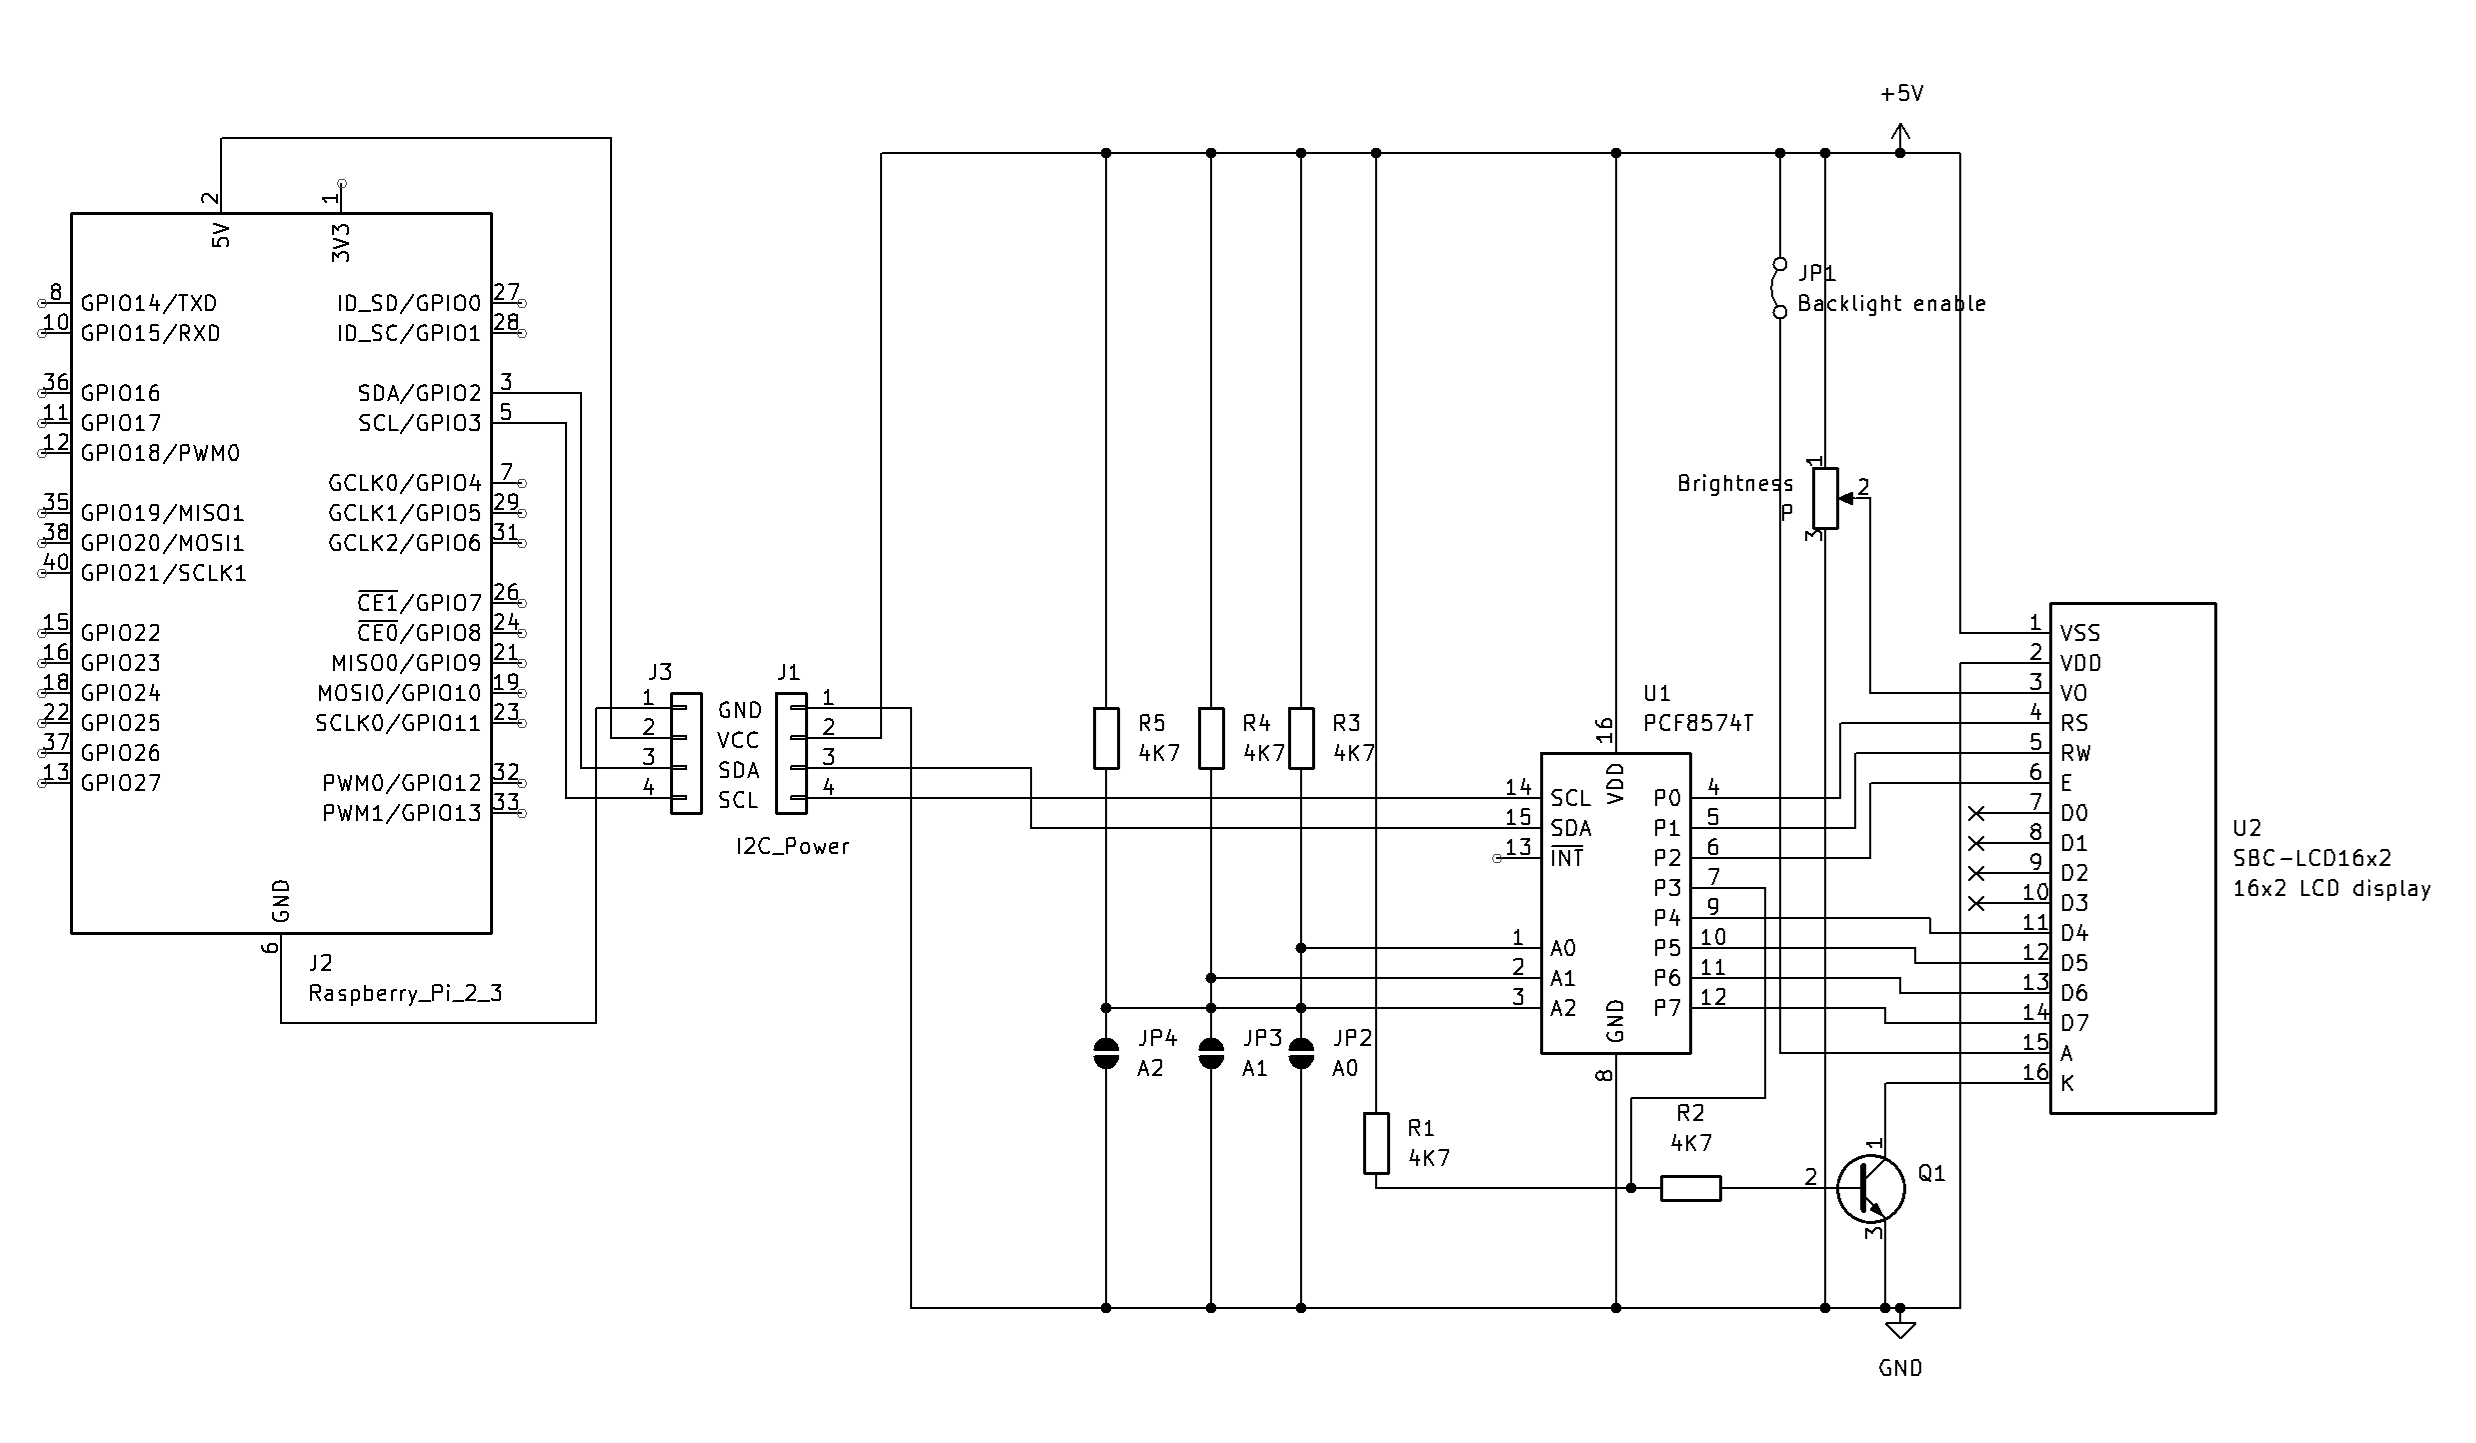 +5V
2
1
5V
3V3
8 GPIO14/TXD
10 GPIO15/RXD
36 GPIO16
11 GPIO17
12 GPIO18/PWM0
35 GPIO19/MISO1
38 GPIO20/MOSI1
40 GPIO21/SCLK1
15 GPIO22
16 GPIO23
18 GPIO24
22 GPIO25
37 GPIO26
13 GPIO27
ID_SD/GPIO0 27
ID_SC/GPIO1 28
SDA/GPIO2 3
SCL/GPIO3 5
GCLK0/GPIO4 7
GCLK1/GPIO5 29
GCLK2/GPIO6 31
CE1/GPIO7 26
CE0/GPIO8 24
MISO0/GPIO9 21
MOSI0/GPIO10 19
SCLK0/GPIO11 23
PWM0/GPIO12 32
PWM1/GPIO13 33
GND
6
J2
Raspberry_Pi_2_3
J3 J1
1 GND 1
2 VCC 2
3 SDA 3
4 SCL 4
I2C_Power
R5
4K7
R4
4K7
R3
4K7
JP4
A2
JP3
A1
JP2
A0
R1
4K7
R2
4K7
U1
PCF8574T
16
VDD
14 SCL
15 SDA
13 INT
1 A0
2 A1
3 A2
P0 4
P1 5
P2 6
P3 7
P4 9
P5 10
P6 11
P7 12
GND
8
JP1
Backlight enable
Brightness
P
1
2
3
1
2
3
Q1
1 VSS
2 VDD
3 VO
4 RS
5 RW
6 E
7 D0
8 D1
9 D2
10 D3
11 D4
12 D5
13 D6
14 D7
15 A
16 K
U2
SBC-LCD16x2
16x2 LCD display
GND